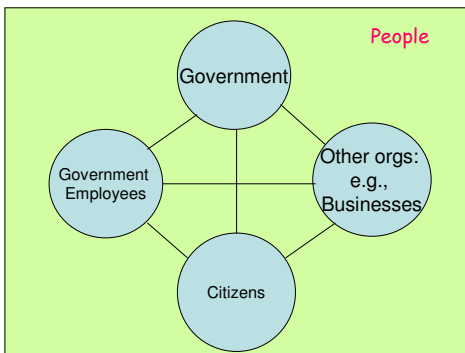 People
Government
Government
Employees
Other orgs:
e.g.,
Businesses
Citizens